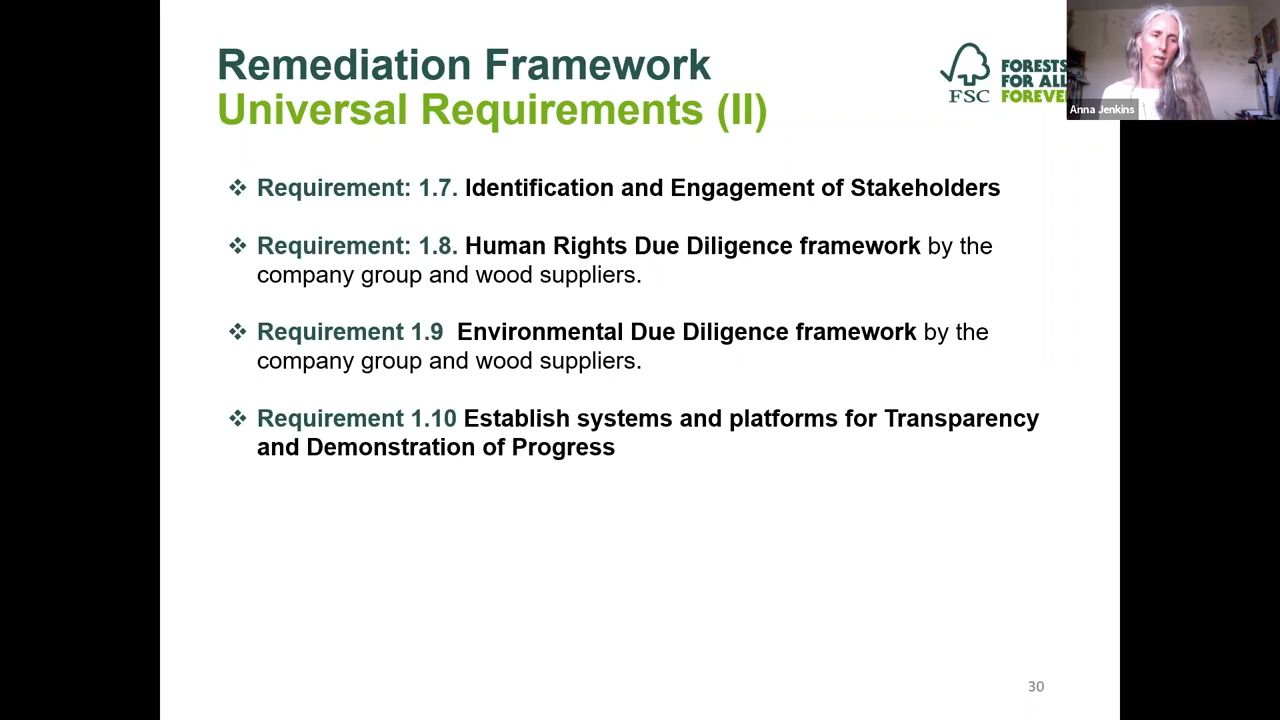 Remediation Framework
Universal Requirements (II)
FSC
FORESTS
FOR ALL
FOREVE
Anna Jenkins
❖ Requirement: 1.7. Identification and Engagement of Stakeholders
❖ Requirement: 1.8. Human Rights Due Diligence framework by the
company group and wood suppliers.
❖ Requirement 1.9 Environmental Due Diligence framework by the
company group and wood suppliers.
❖ Requirement 1.10 Establish systems and platforms for Transparency
and Demonstration of Progress
30